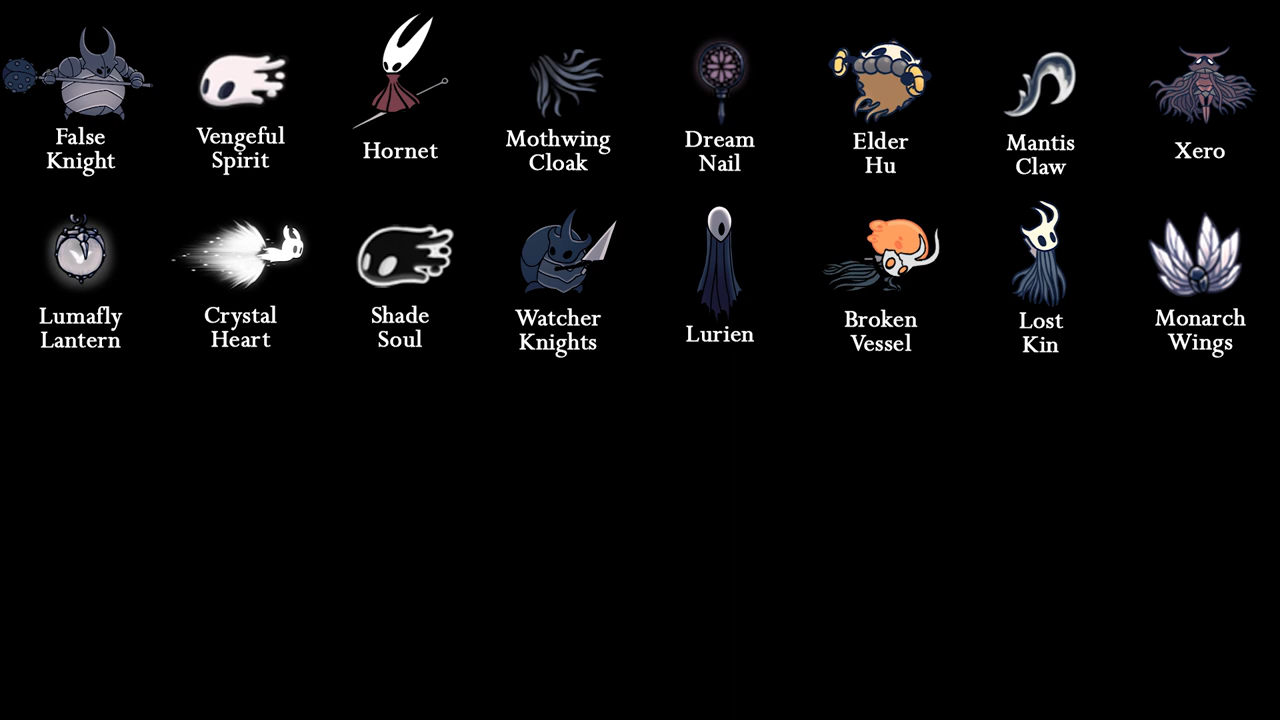 False
Knight
Vengeful
Spirit
Hornet
Mothwing
Cloak
Dream
Nail
Elder
Hu
Mantis
Claw
Xero
Lumafly
Lantern
Crystal
Heart
Shade
Soul
Watcher
Knights
Lurien
Broken
Vessel
Lost
Kin
Monarch
Wings